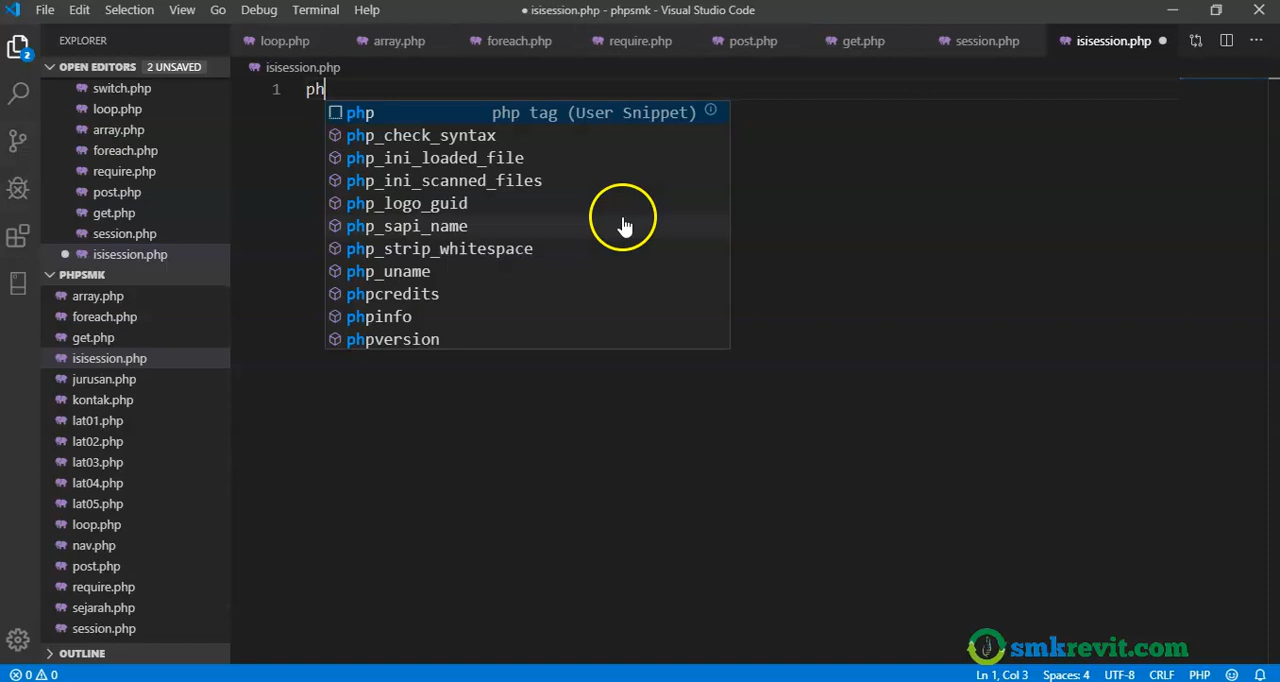 File Edit Selection View Go Debug Terminal Help
● isisession.php - phpsmk - Visual Studio Code
EXPLORER
loop.php array.php foreach.php require.php post.php get.php session.php isisession.php ●
OPEN EDITORS 2 UNSAVED
switch.php
loop.php
array.php
foreach.php
require.php
post.php
get.php
session.php
● isisession.php
PHPSMK
array.php
foreach.php
get.php
isisession.php
jurusan.php
kontak.php
lat01.php
lat02.php
lat03.php
lat04.php
lat05.php
loop.php
nav.php
post.php
require.php
sejarah.php
session.php
OUTLINE
2
isisession.php
1 ph
php php tag (User Snippet)
php_check_syntax
php_ini_loaded_file
php_ini_scanned_files
php_logo_guid
php_sapi_name
php_strip_whitespace
php_uname
phpcredits
phpinfo
phpversion
smkrevit.com
0 0 Ln 1, Col 3 Spaces: 4 UTF-8 CRLF PHP